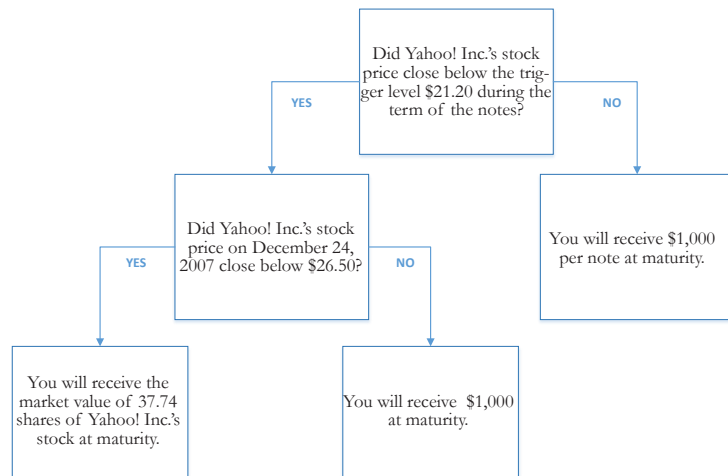 Did Yahoo! Inc.'s stock
price close below the trig-
ger level $21.20 during the
term of the notes?
YES
NO
Did Yahoo! Inc.'s stock
price on December 24,
2007 close below $26.50?
You will receive $1,000
per note at maturity.
YES
NO
You will receive the
market value of 37.74
shares of Yahoo! Inc.'s
stock at maturity.
You will receive $1,000
at maturity.